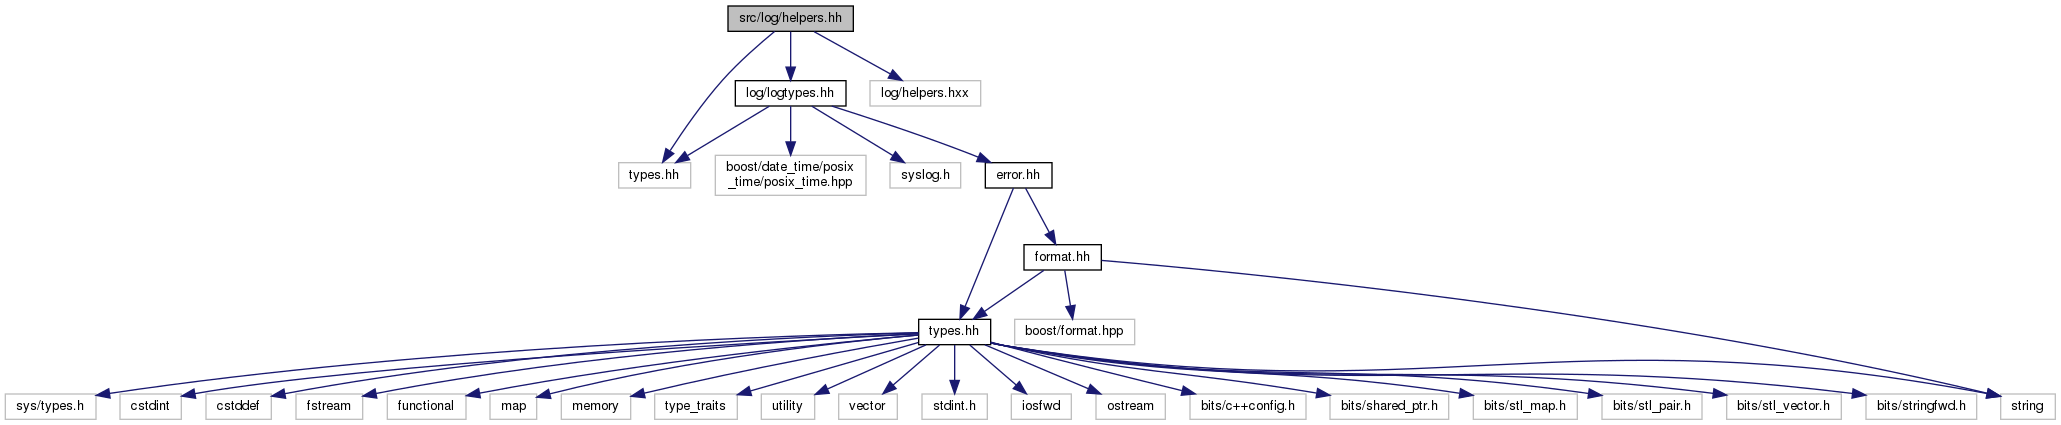 src/log/helpers.hh
log/logtypes.hh
log/helpers.hxx
types.hh
boost/date_time/posix
_time/posix_time.hpp
syslog.h
error.hh
format.hh
types.hh
boost/format.hpp
sys/types.h
cstdint
cstddef
fstream
functional
map
memory
type_traits
utility
vector
stdint.h
iosfwd
ostream
bits/c++config.h
bits/shared_ptr.h
bits/stl_map.h
bits/stl_pair.h
bits/stl_vector.h
bits/stringfwd.h
string